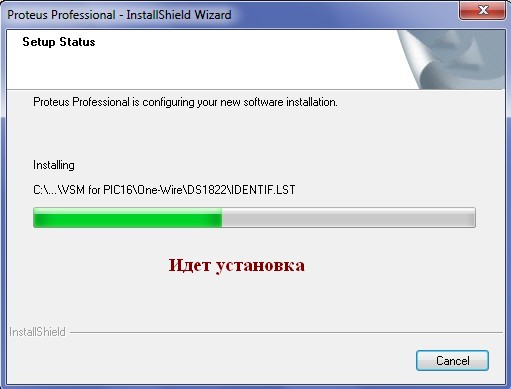 Proteus Professional - InstallShield Wizard
Setup Status
Proteus Professional is configuring your new software installation.
Installing
C:\...\VSM for PIC16\One-Wire\DS1822\IDENTIF.LST
Идет установка
InstallShield
Cancel